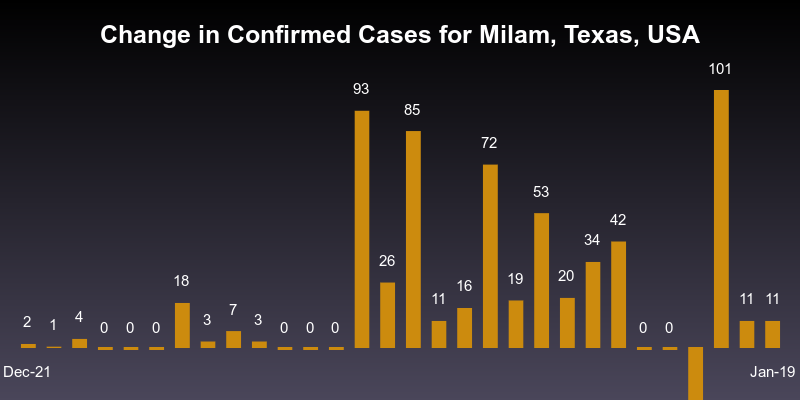 Change in Confirmed Cases for Milam, Texas, USA
2 1 4 0 0 0 18 3 7 3 0 0 0 93 26 85 11 16 72 19 53 20 34 42 0 0 101 11 11
Dec-21 Jan-19